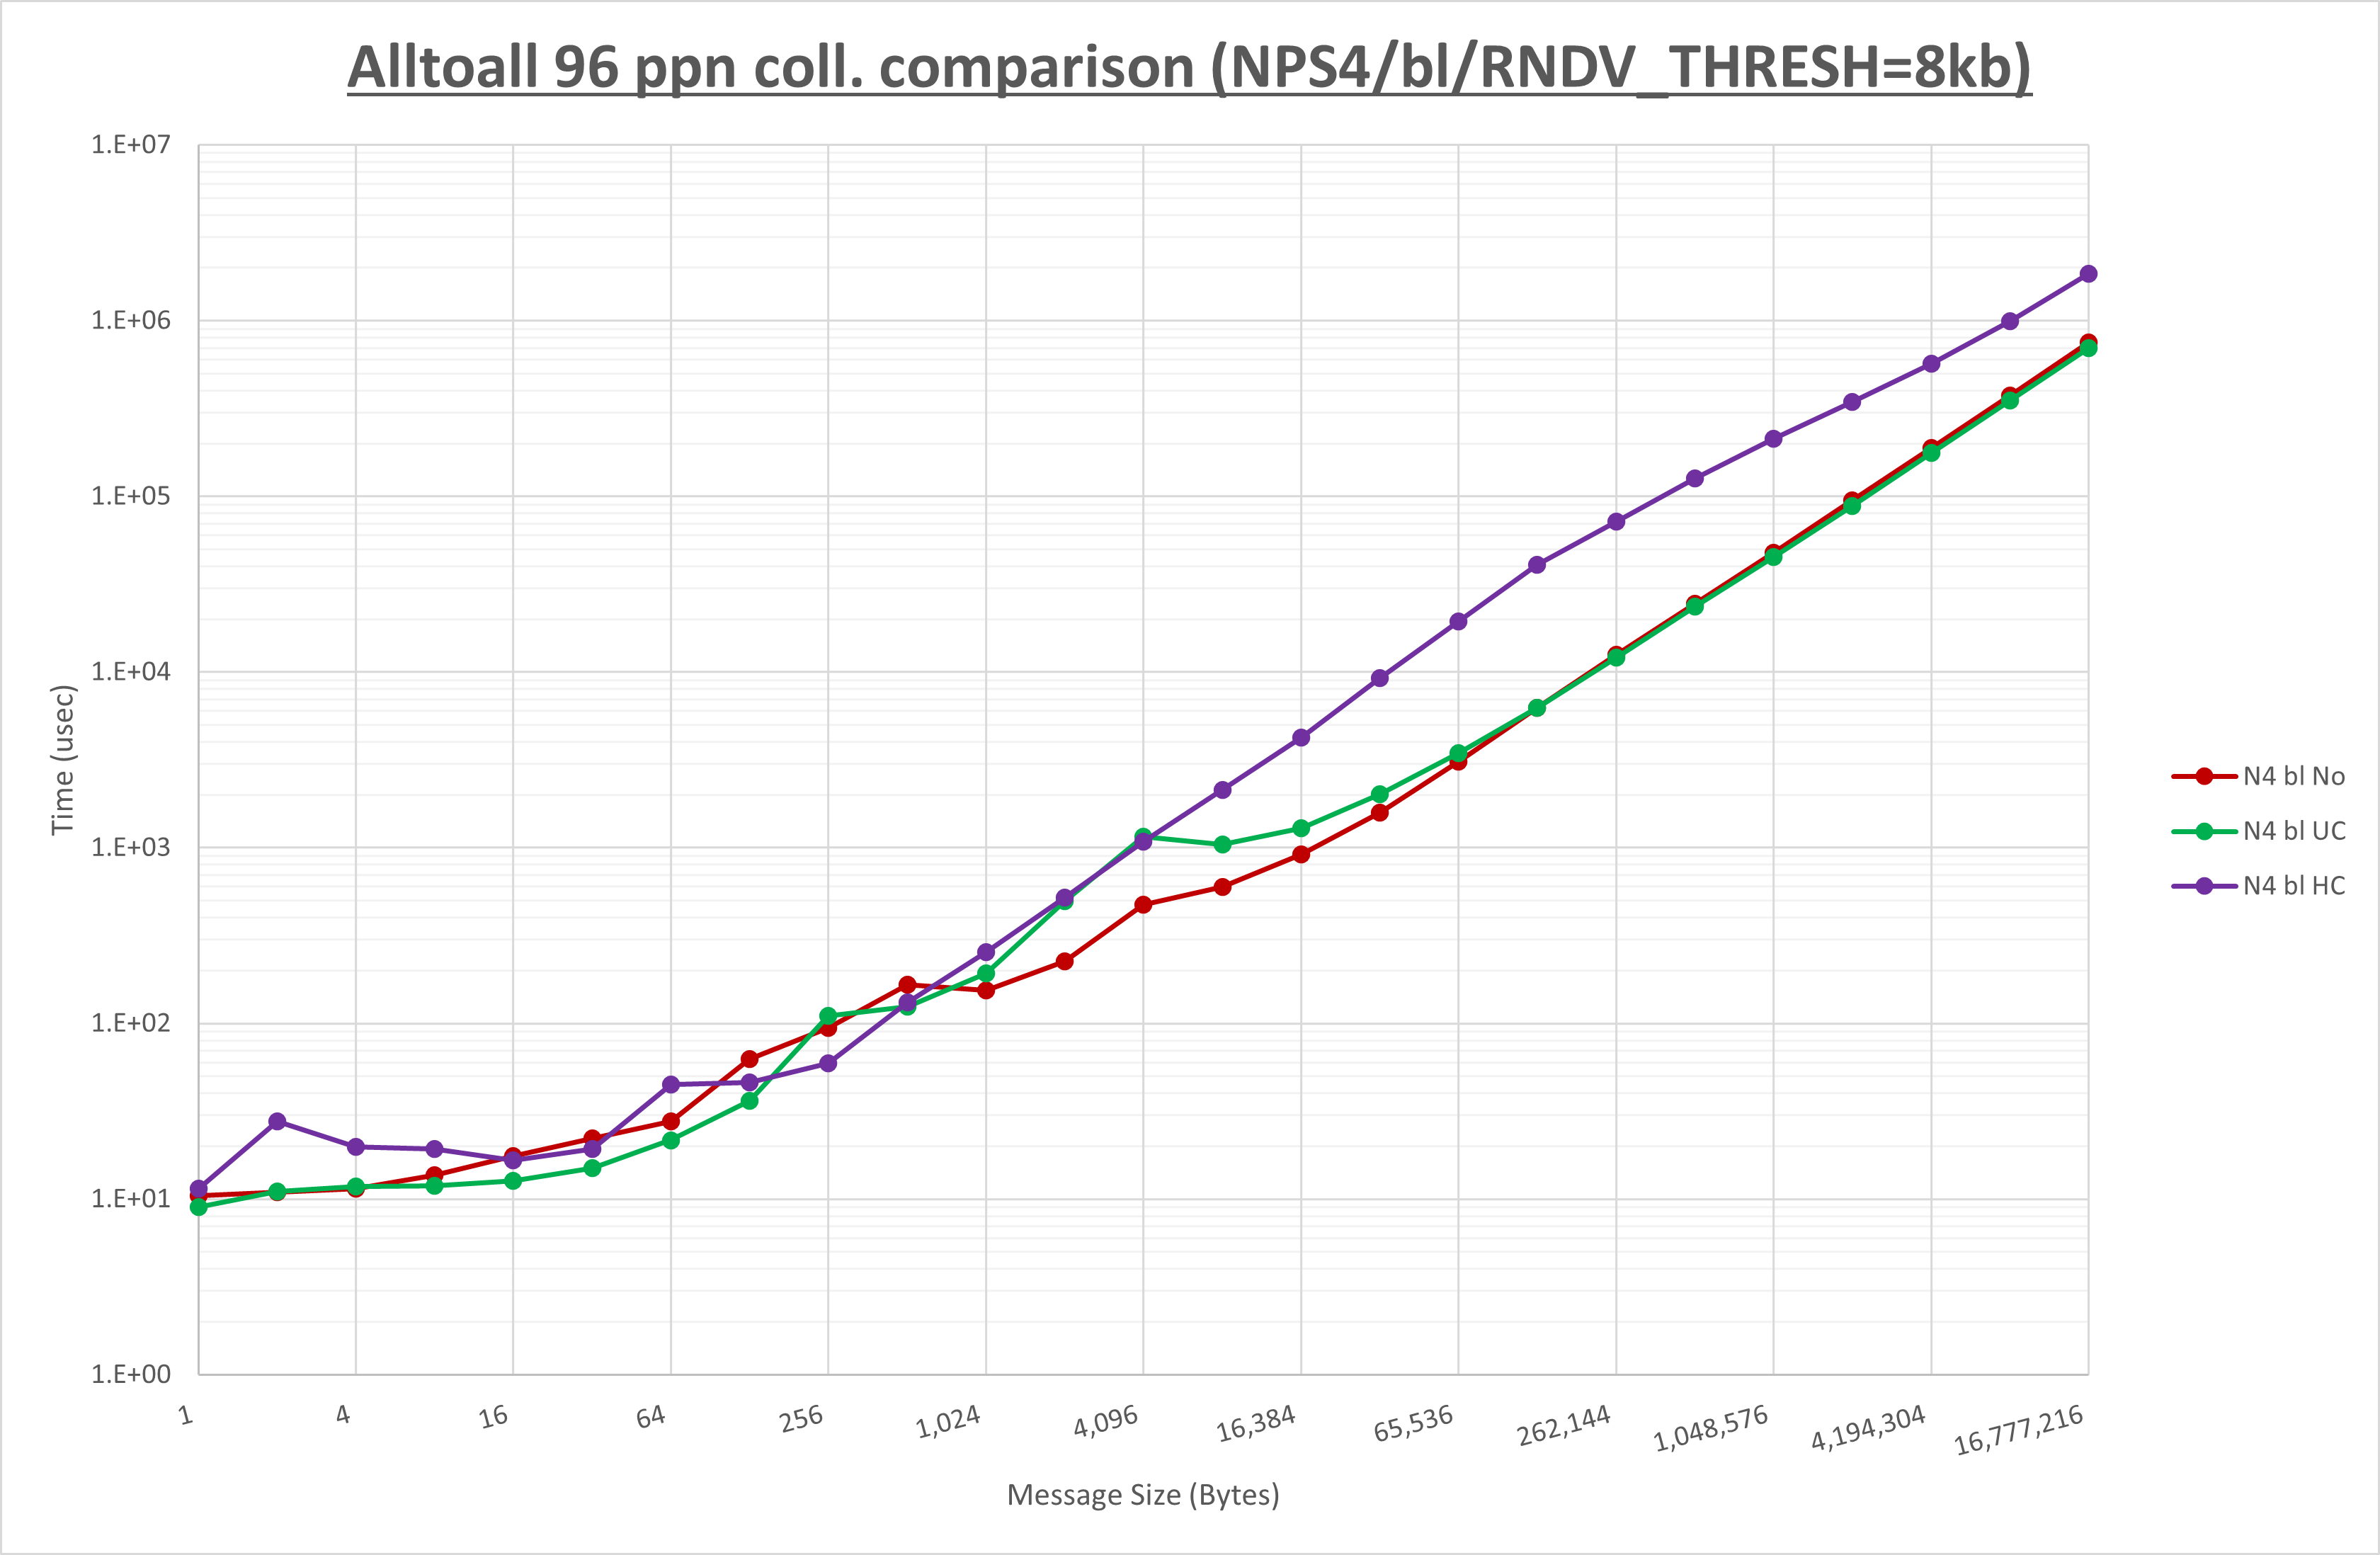 Alltoall 96 ppn coll. comparison (NPS4/bl/RNDV_THRESH=8kb)
1.E+07
1.E+06
1.E+05
1.E+04
1.E+03
1.E+02
1.E+01
1.E+00
Time (usec)
1
4
16
64
256
1,024
4,096
16,384
65,536
262,144
1,048,576
4,194,304
16,777,216
Message Size (Bytes)
N4 bl No
N4 bl UC
N4 bl HC